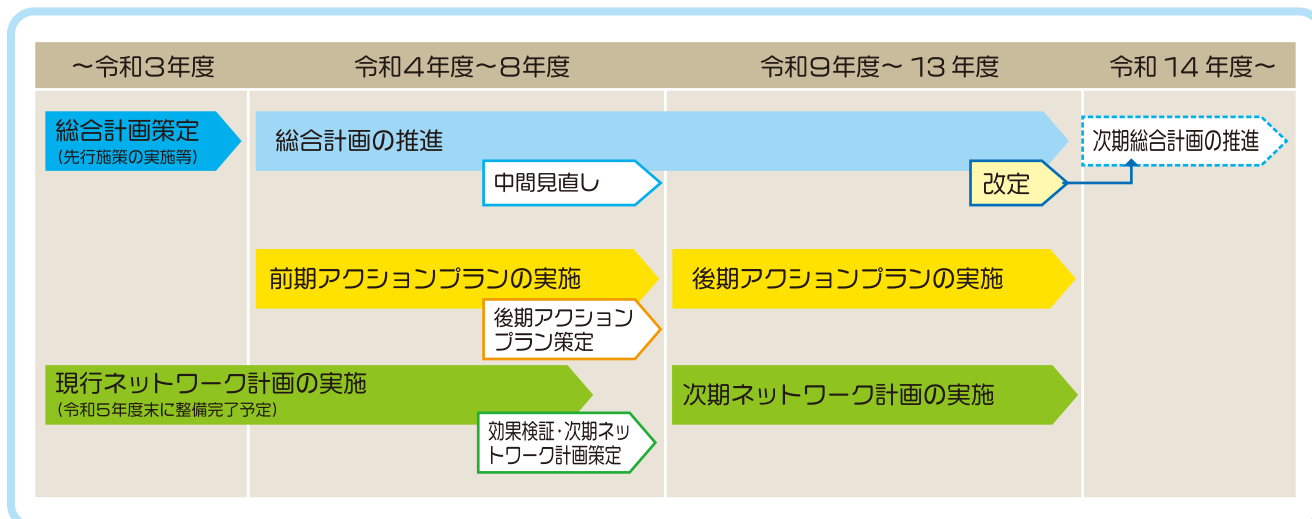 ～令和3年度
令和4年度～8年度
令和9年度～13年度
令和14年度～
総合計画策定
(先行施策の実施等)
総合計画の推進
次期総合計画の推進
中間見直し
改定
前期アクションプランの実施
後期アクションプランの実施
後期アクション
プラン策定
現行ネットワーク計画の実施
(令和5年度末に整備完了予定)
次期ネットワーク計画の実施
効果検証・次期ネッ
トワーク計画策定